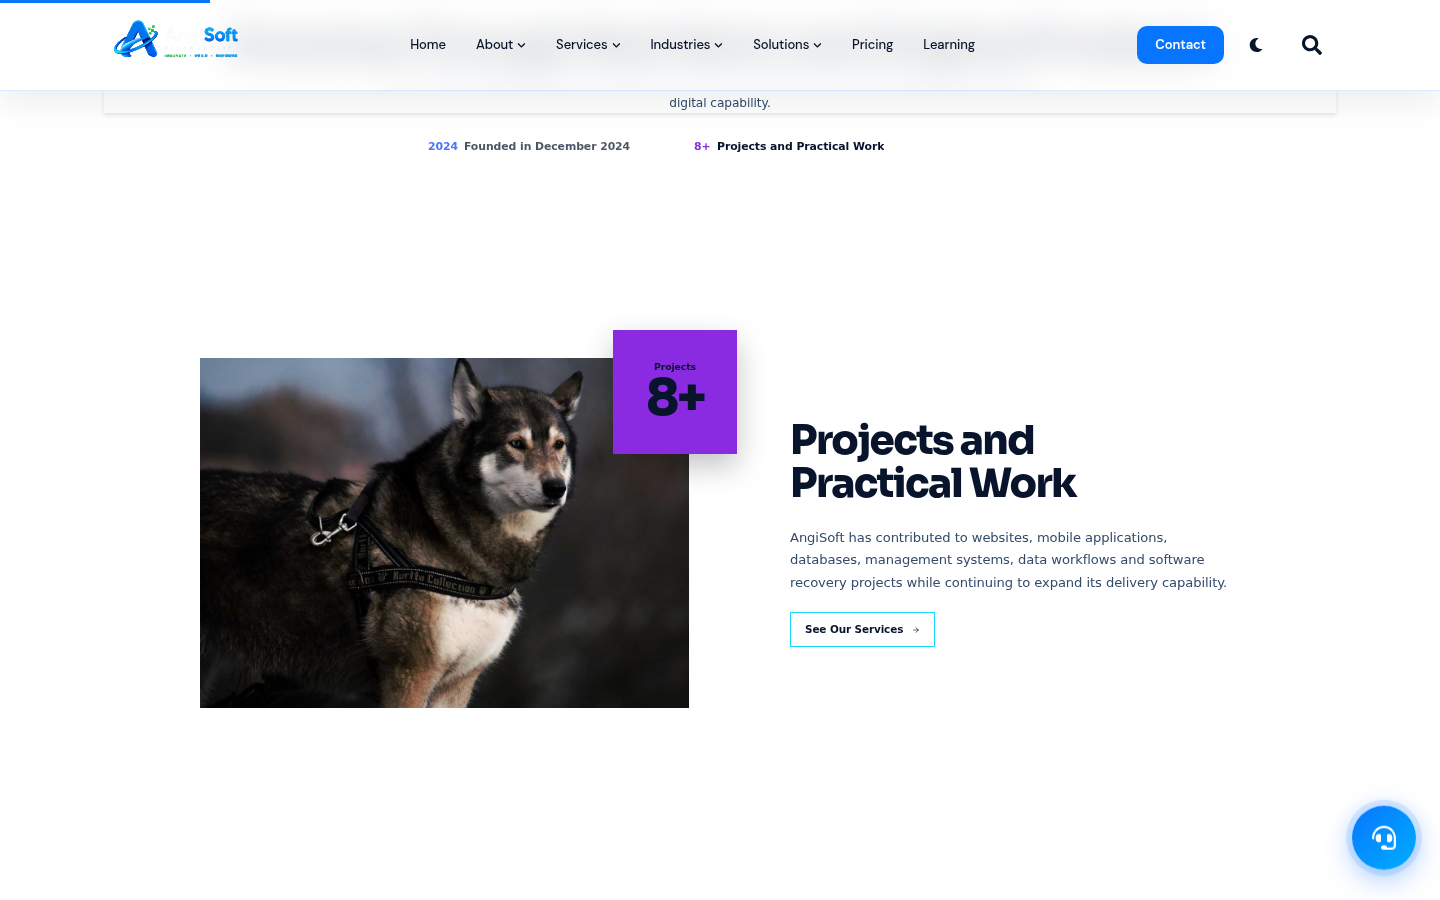 Soft
Home
About
Services
Industries
Solutions
Pricing
Learning
Contact
digital capability.
2024 Founded in December 2024
8+ Projects and Practical Work
Projects
8+
Projects and
Practical Work
AngiSoft has contributed to websites, mobile applications,
databases, management systems, data workflows and software
recovery projects while continuing to expand its delivery capability.
See Our Services →